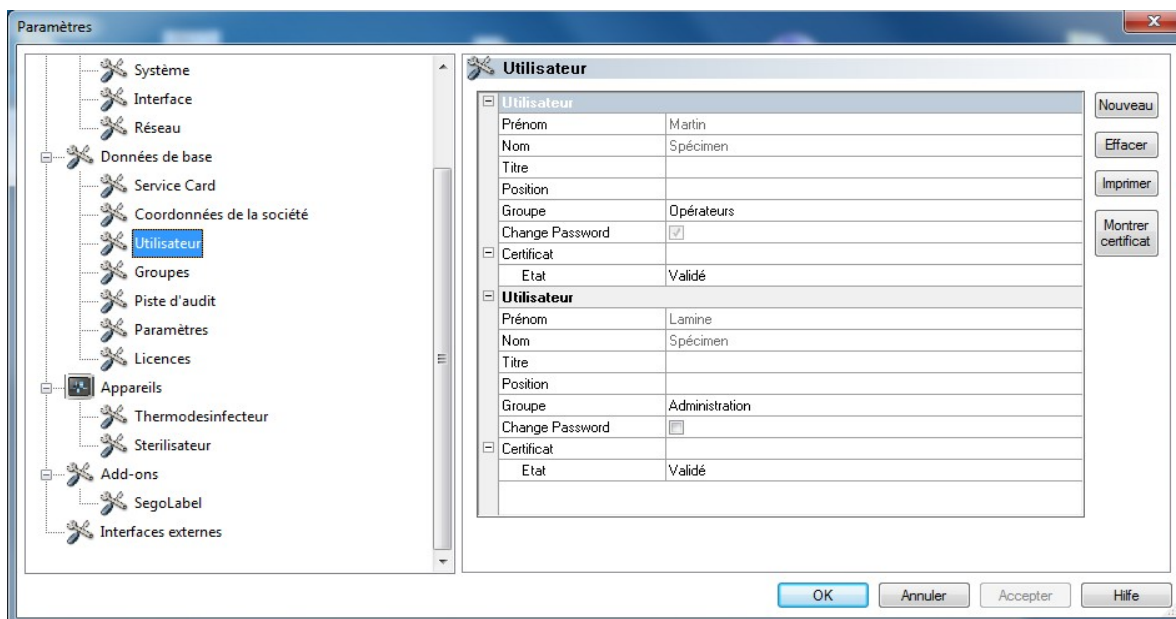 Paramètres
Système
Interface
Réseau
Données de base
Service Card
Coordonnées de la société
Utilisateur
Groupes
Piste d'audit
Paramètres
Licences
Appareils
Thermodesinfecteur
Sterilisateur
Add-ons
SegoLabel
Interfaces externes
Utilisateur
Utilisateur
Prénom Martin
Nom Spécimen
Titre
Position
Groupe Opérateurs
Change Password
Certificat
Etat Validé
Utilisateur
Prénom Lamine
Nom Spécimen
Titre
Position
Groupe Administration
Change Password
Certificat
Etat Validé
Nouveau
Effacer
Imprimer
Montrer
certificat
OK Annuler Accepter Hilfe